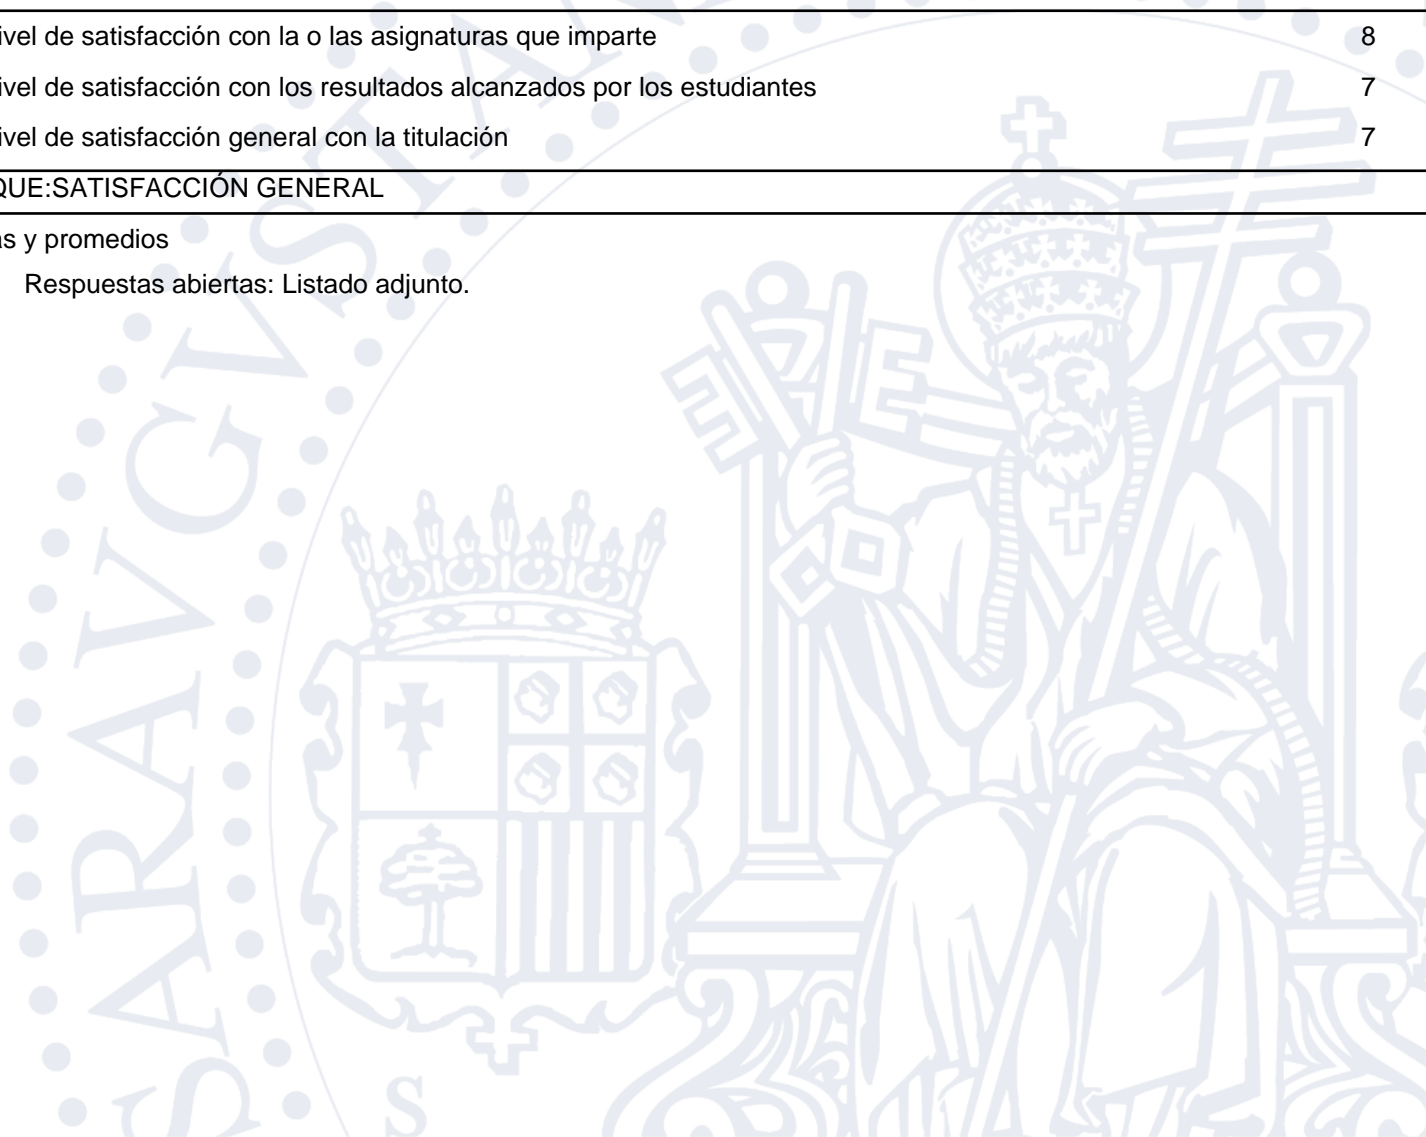 ivel de satisfacción con la o las asignaturas que imparte 8
ivel de satisfacción con los resultados alcanzados por los estudiantes 7
ivel de satisfacción general con la titulación 7
QUE:SATISFACCIÓN GENERAL
as y promedios
Respuestas abiertas: Listado adjunto.
SARAVGVSTAN
S